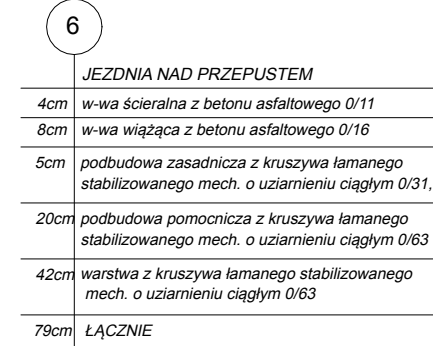 6
JEZDNIA NAD PRZEPUSTEM
4cm w-wa ścieralna z betonu asfaltowego 0/11
8cm w-wa wiążąca z betonu asfaltowego 0/16
5cm podbudowa zasadnicza z kruszywa łamanego
stabilizowanego mech. o uziarnieniu ciągłym 0/31,
20cm podbudowa pomocnicza z kruszywa łamanego
stabilizowanego mech. o uziarnieniu ciągłym 0/63
42cm warstwa z kruszywa łamanego stabilizowanego
mech. o uziarnieniu ciągłym 0/63
79cm ŁĄCZNIE